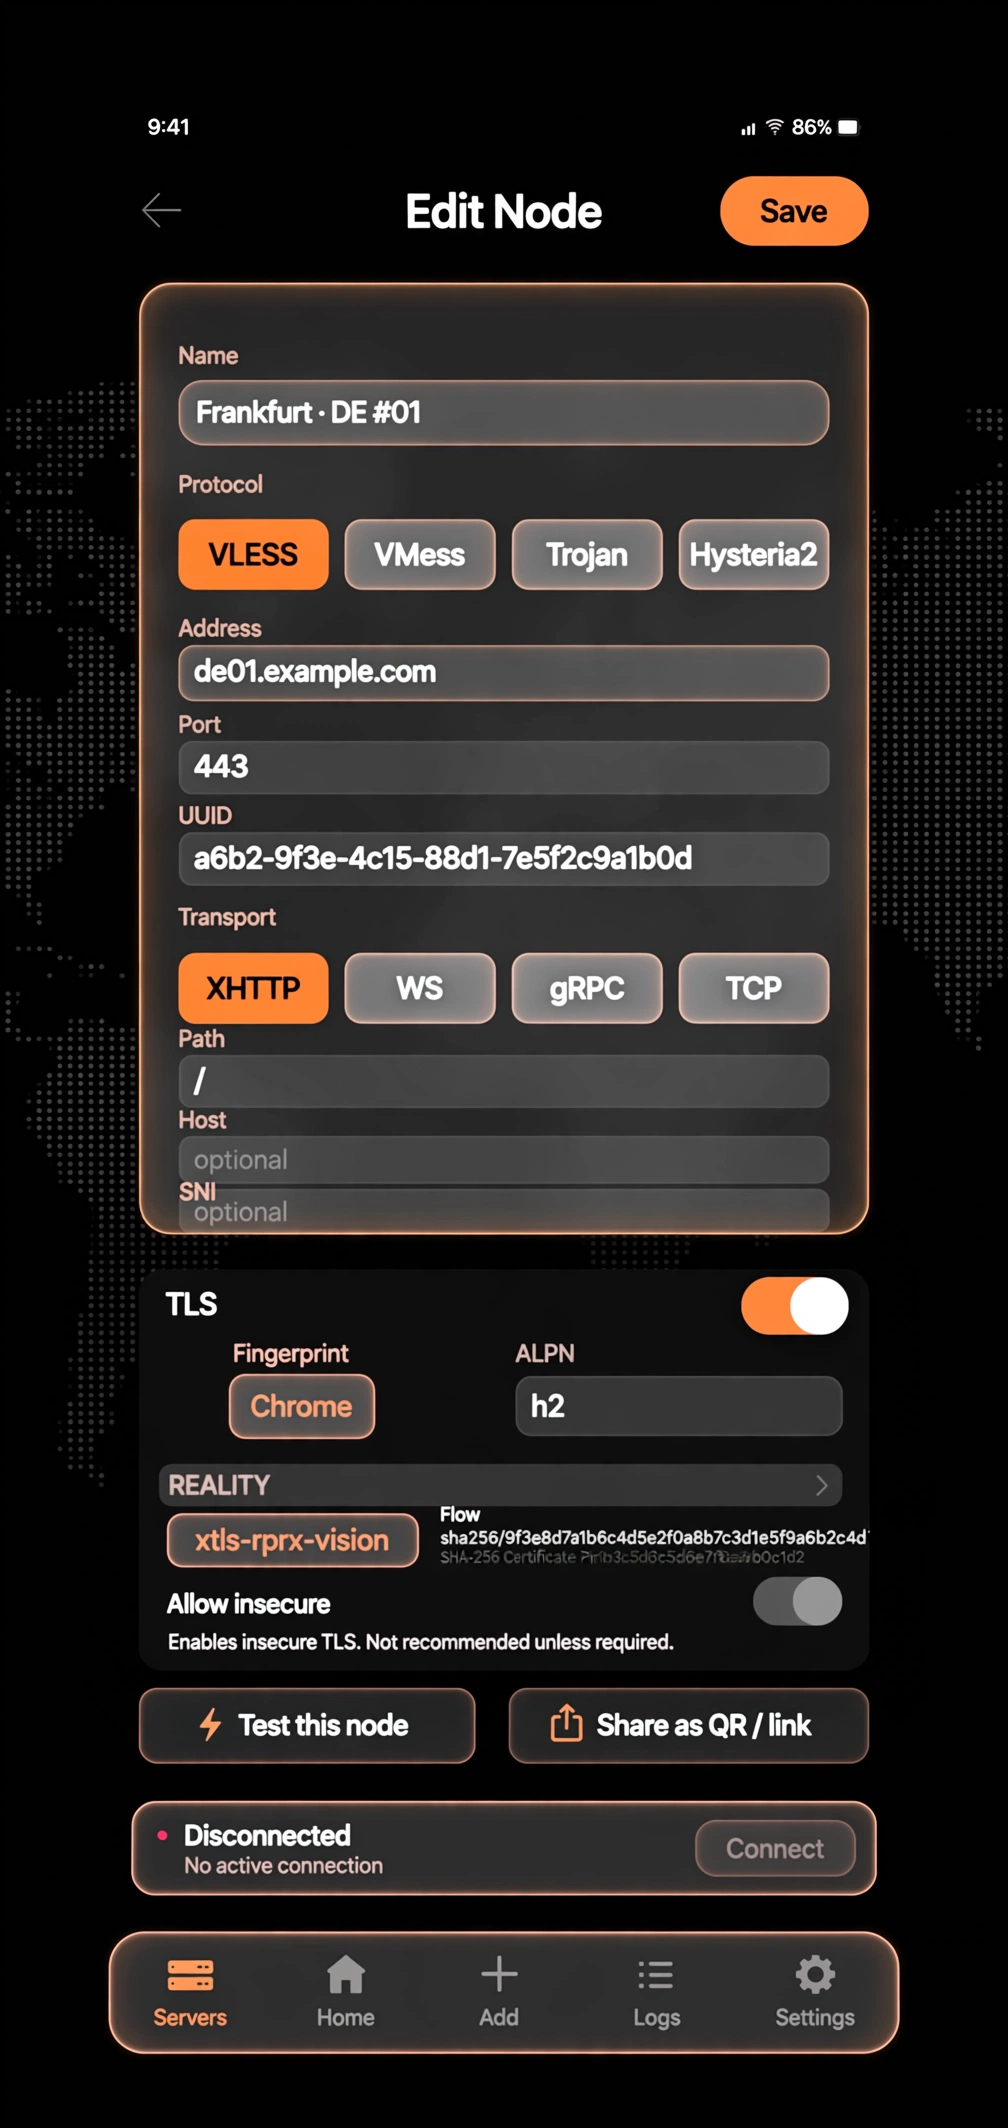 9:41
86%
Edit Node
Save
Name
Frankfurt · DE #01
Protocol
VLESS
VMess
Trojan
Hysteria2
Address
de01.example.com
Port
443
UUID
a6b2-9f3e-4c15-88d1-7e5f2c9a1b0d
Transport
XHTTP
WS
gRPC
TCP
Path
/
Host
optional
SNI
optional
TLS
Fingerprint
ALPN
Chrome
h2
REALITY
xtls-rprx-vision
Flow
sha256/9f3e8d7a1b6c4d5e2f0a8b7c3d1e5f9a6b2c4d
SHA-256 Certificate
Allow insecure
Enables insecure TLS. Not recommended unless required.
Test this node
Share as QR / link
Disconnected
No active connection
Connect
Servers
Home
Add
Logs
Settings